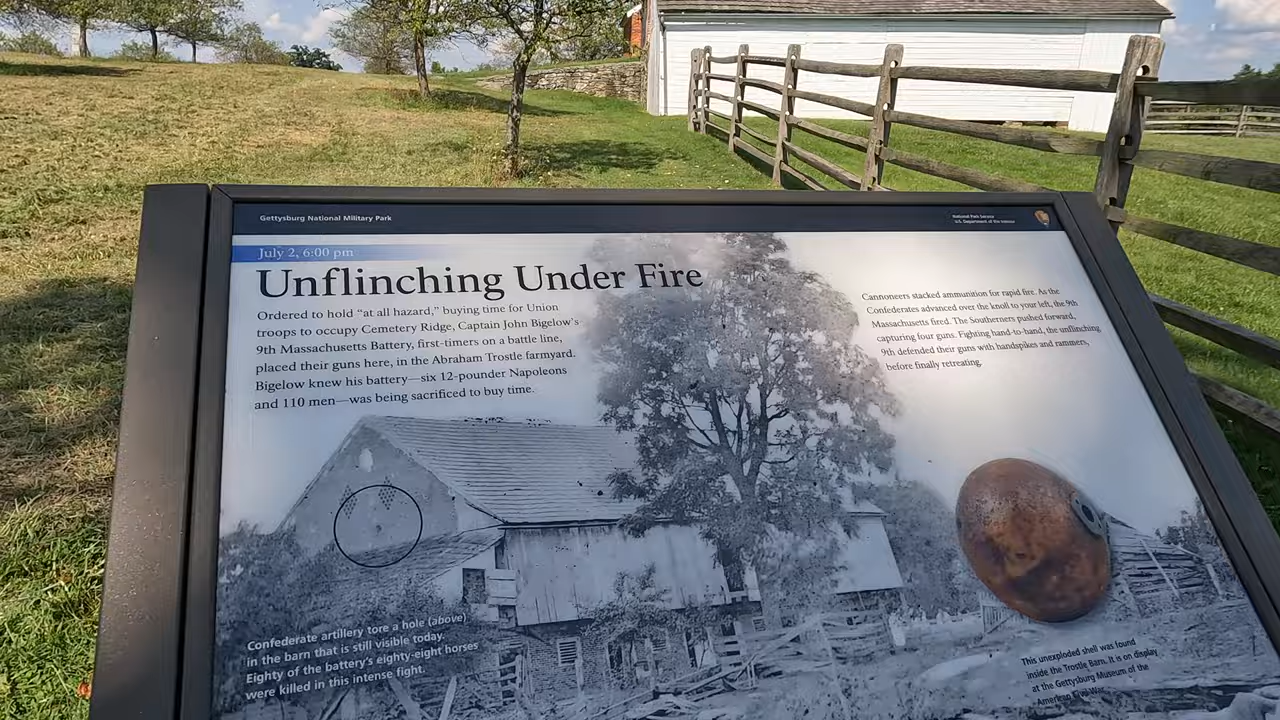 Gettysburg National Military Park
National Park Service
U.S. Department of the Interior
July 2, 6:00 pm
Unflinching Under Fire
Ordered to hold “at all hazard,” buying time for Union
troops to occupy Cemetery Ridge, Captain John Bigelow’s
9th Massachusetts Battery, first-timers on a battle line,
placed their guns here, in the Abraham Trostle farmyard.
Bigelow knew his battery—six 12-pounder Napoleons
and 110 men—was being sacrificed to buy time.
Cannoneers stacked ammunition for rapid fire. As the
Confederates advanced over the knoll to your left, the 9th
Massachusetts fired. The Southerners pushed forward,
capturing four guns. Fighting hand-to-hand, the unflinching
9th defended their guns with handspikes and rammers,
before finally retreating.
Confederate artillery tore a hole (above)
in the barn that is still visible today.
Eighty of the battery’s eighty-eight horses
were killed in this intense fight.
This unexploded shell was found
inside the Trostle Barn. It is on display
at the Gettysburg Museum of the
American Civil War.